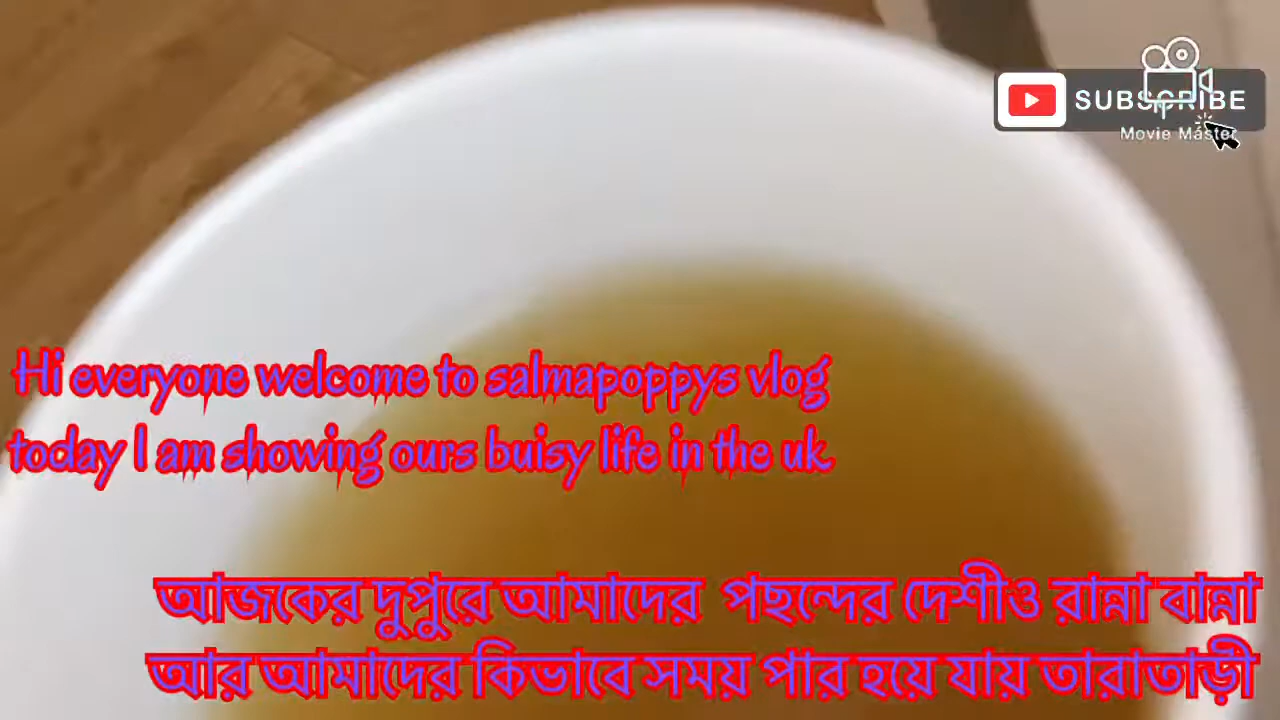 SUBSCRIBE
Movie Master
Hi everyone welcome to salmapoppys vlog
today I am showing ours buisy life in the uk
আজকের দুপুরে আমাদের পছন্দের দেশীও রান্না বান্না
আর আমাদের কিভাবে সময় পার হয়ে যায় তারাতাড়ী